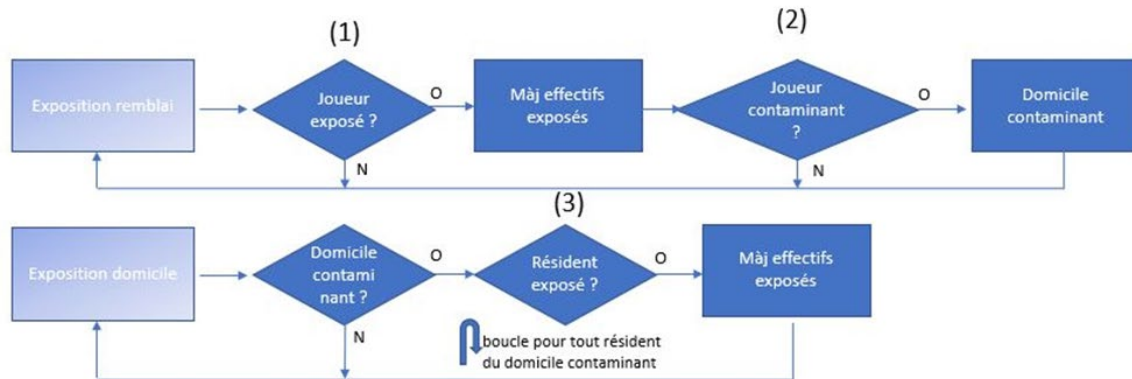 (1)
(2)
Exposition remblai
Joueur
exposé ?
O
Màj effectifs
exposés
Joueur
contaminant
?
O
Domicile
contaminant
N
N
(3)
Exposition domicile
Domicile
contami
nant ?
O
Résident
exposé ?
O
Màj effectifs
exposés
N
boucle pour tout résident
du domicile contaminant